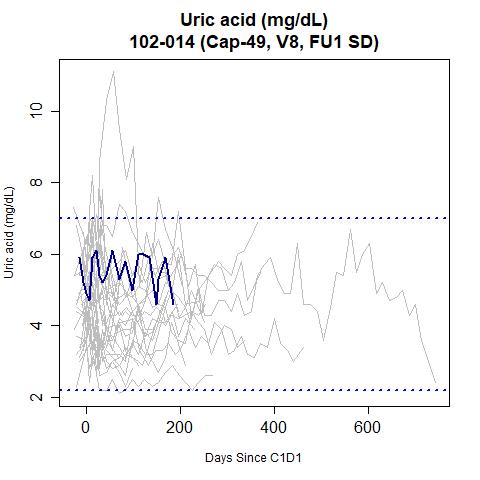 Uric acid (mg/dL)
102-014 (Cap-49, V8, FU1 SD)
Uric acid (mg/dL)
10
8
6
4
2
0
200
400
600
Days Since C1D1